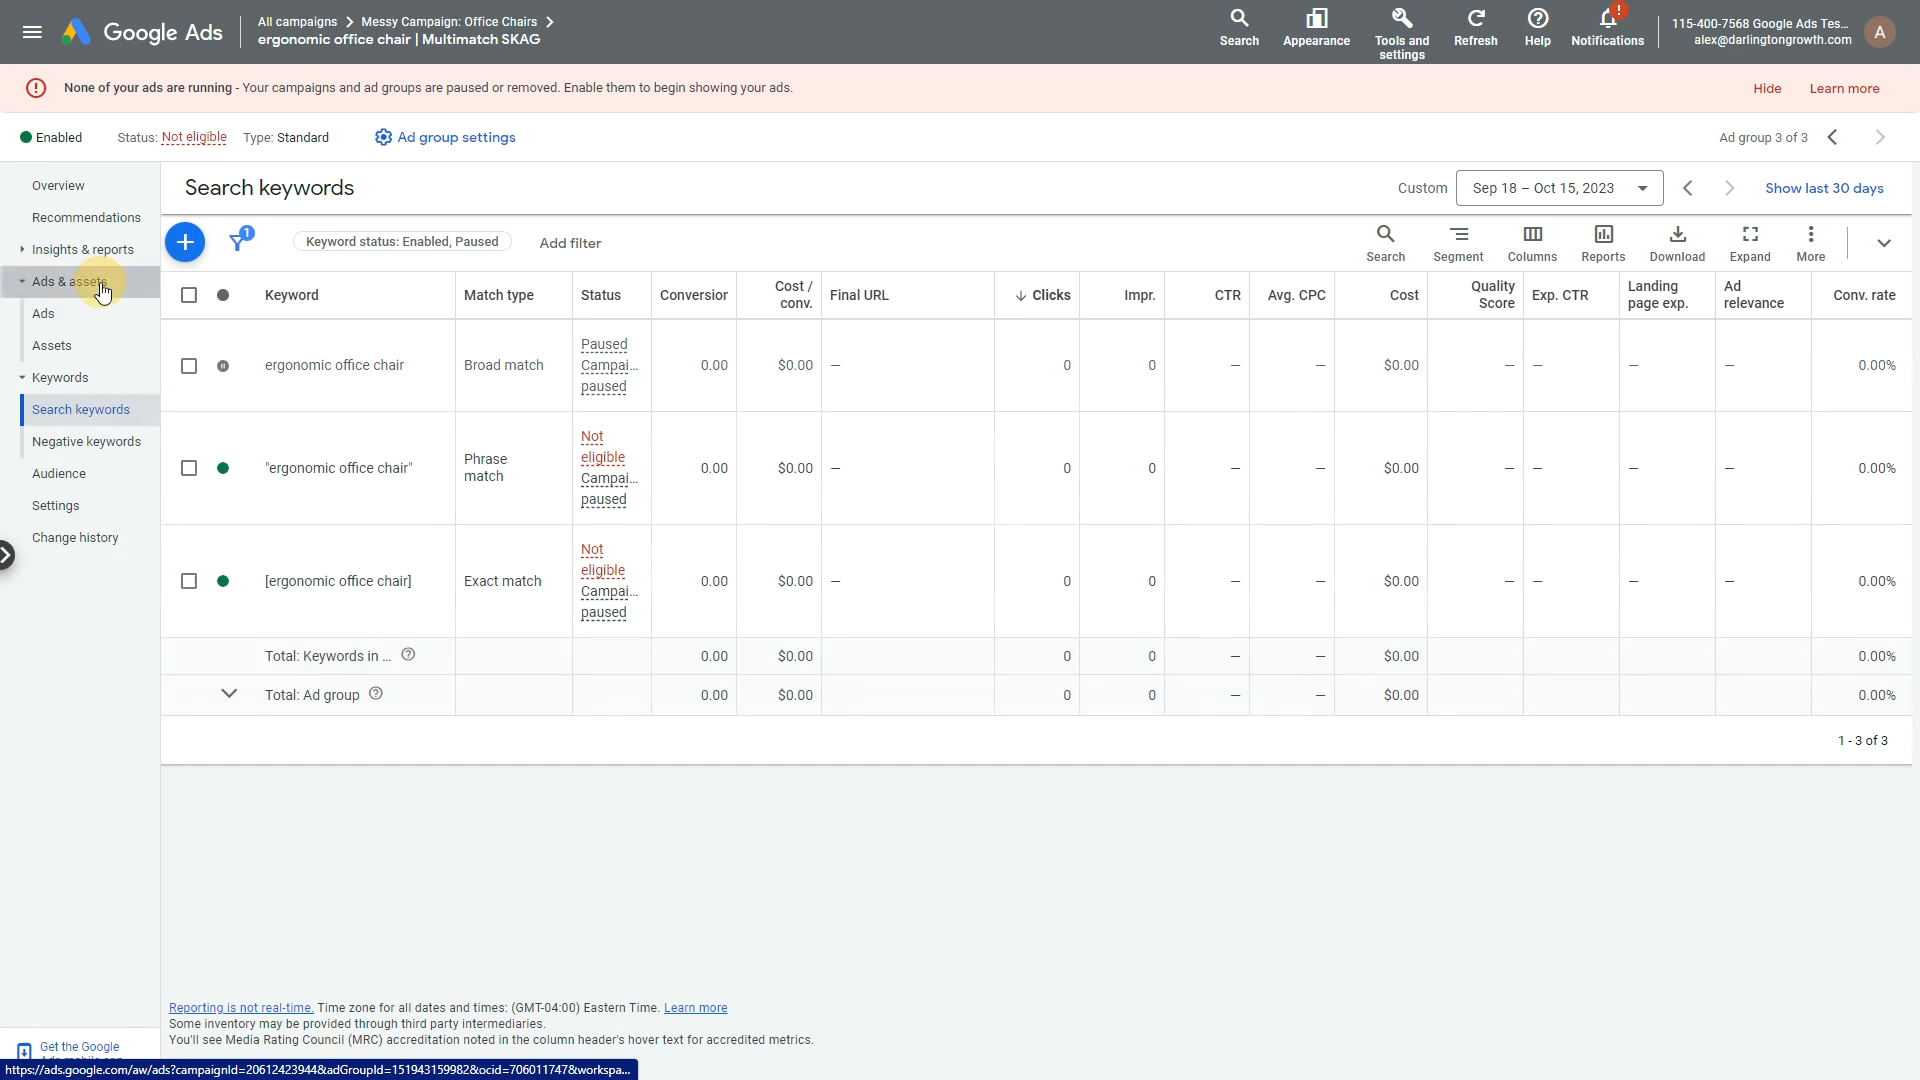 Google Ads
All campaigns > Messy Campaign: Office Chairs >
ergonomic office chair | Multimatch SKAG
Search
Appearance
Tools and
settings
Refresh
Help
!
Notifications
115-400-7568 Google Ads Tes...
alex@darlingtongrowth.com
A
None of your ads are running - Your campaigns and ad groups are paused or removed. Enable them to begin showing your ads.
Hide
Learn more
Enabled
Status: Not eligible
Type: Standard
Ad group settings
Ad group 3 of 3
Overview
Recommendations
Insights & reports
Ads & assets
Ads
Assets
Keywords
Search keywords
Negative keywords
Audience
Settings
Change history
Search keywords
Custom
Sep 18 – Oct 15, 2023
Show last 30 days
1
Keyword status: Enabled, Paused
Add filter
Search
Segment
Columns
Reports
Download
Expand
More
Keyword
Match type
Status
Conversior
Cost /
conv.
Final URL
Clicks
Impr.
CTR
Avg. CPC
Cost
Quality
Score
Exp. CTR
Landing
page exp.
Ad
relevance
Conv. rate
ergonomic office chair
Broad match
Paused
Campai...
paused
0.00
$0.00
—
0
0
—
—
$0.00
—
—
—
—
0.00%
"ergonomic office chair"
Phrase
match
Not
eligible
Campai...
paused
0.00
$0.00
—
0
0
—
—
$0.00
—
—
—
—
0.00%
[ergonomic office chair]
Exact match
Not
eligible
Campai...
paused
0.00
$0.00
—
0
0
—
—
$0.00
—
—
—
—
0.00%
Total: Keywords in ...
0.00
$0.00
0
0
—
—
$0.00
0.00%
Total: Ad group
0.00
$0.00
0
0
—
—
$0.00
0.00%
1 - 3 of 3
Reporting is not real-time. Time zone for all dates and times: (GMT-04:00) Eastern Time. Learn more
Some inventory may be provided through third party intermediaries.
You'll see Media Rating Council (MRC) accreditation noted in the column header's hover text for accredited metrics.
Get the Google
https://ads.google.com/aw/ads?campaignId=20612423944&adGroupId=151943159982&ocid=706011747&workspa...